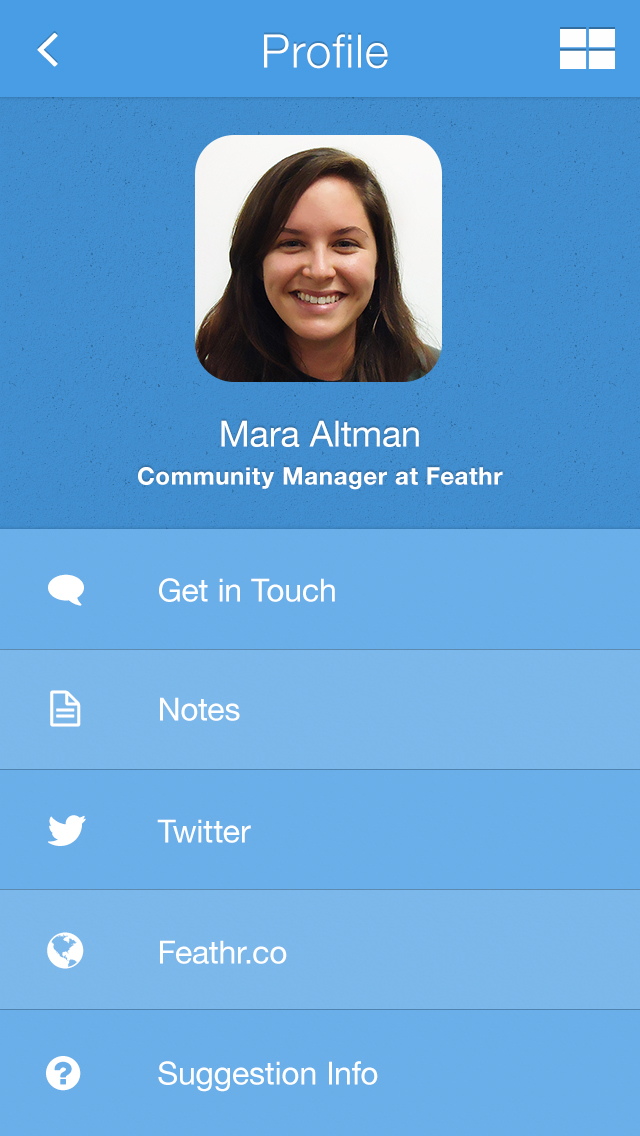 Profile
Mara Altman
Community Manager at Feathr
Get in Touch
Notes
Twitter
Feathr.co
Suggestion Info